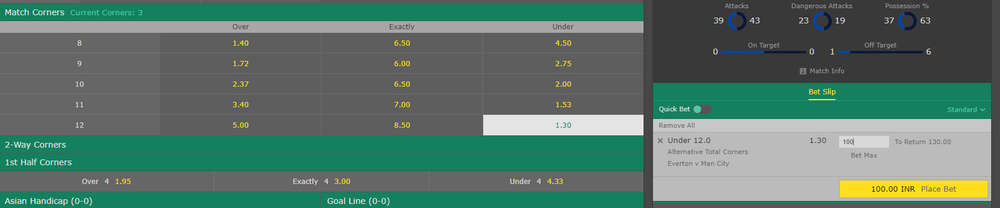 Match Corners Current Corners: 3
Over Exactly Under
8 1.40 6.50 4.50
9 1.72 6.00 2.75
10 2.37 6.50 2.00
11 3.40 7.00 1.53
12 5.00 8.50 1.30
2-Way Corners
1st Half Corners
Over 4 1.95 Exactly 4 3.00 Under 4 4.33
Asian Handicap (0-0) Goal Line (0-0)
Attacks Dangerous Attacks Possession %
39 43 23 19 37 63
On Target Off Target
0 0 1 6
Match Info
Bet Slip
Quick Bet Standard
Remove All
Under 12.0 1.30 100 To Return 130.00
Alternative Total Corners Bet Max
Everton v Man City
100.00 INR Place Bet